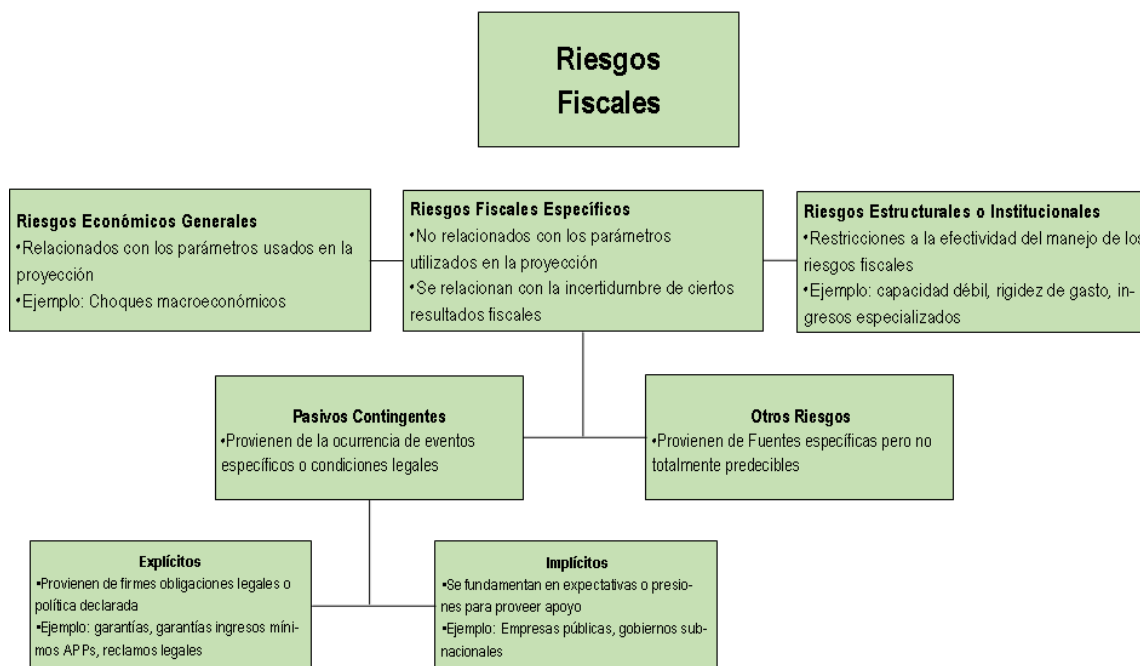 Riesgos
Fiscales
Riesgos Económicos Generales
•Relacionados con los parámetros usados en la
proyección
•Ejemplo: Choques macroeconómicos
Riesgos Fiscales Específicos
•No relacionados con los parámetros
utilizados en la proyección
•Se relacionan con la incertidumbre de ciertos
resultados fiscales
Riesgos Estructurales o Institucionales
•Restricciones a la efectividad del manejo de los
riesgos fiscales
•Ejemplo: capacidad débil, rigidez de gasto, in-
gresos especializados
Pasivos Contingentes
•Provienen de la ocurrencia de eventos
específicos o condiciones legales
Otros Riesgos
•Provienen de Fuentes específicas pero no
totalmente predecibles
Explícitos
▪Provienen de firmes obligaciones legales o
política declarada
▪Ejemplo: garantías, garantías ingresos míni-
mos APPs, reclamos legales
Implícitos
▪Se fundamentan en expectativas o presio-
nes para proveer apoyo
▪Ejemplo: Empresas públicas, gobiernos sub-
nacionales